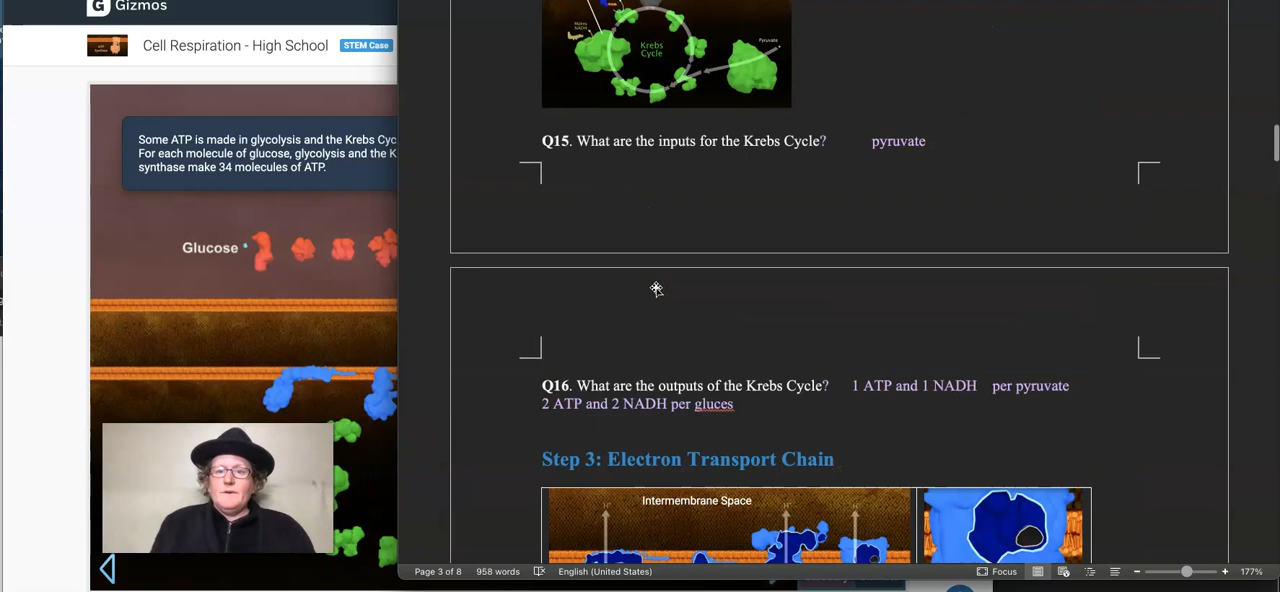 G Gizmos
Cell Respiration - High School STEM Case
Some ATP is made in glycolysis and the Krebs Cyc
For each molecule of glucose, glycolysis and the K
synthase make 34 molecules of ATP.
Glucose
Makes
NADH
Krebs
Cycle
Pyruvate
Q15. What are the inputs for the Krebs Cycle? pyruvate
Q16. What are the outputs of the Krebs Cycle? 1 ATP and 1 NADH per pyruvate
2 ATP and 2 NADH per gluces
Step 3: Electron Transport Chain
Intermembrane Space
Page 3 of 8 958 words English (United States) Focus 177%